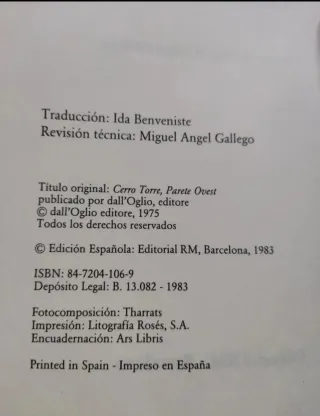 Traducción: Ida Benveniste
Revisión técnica: Miguel Angel Gallego
Título original: Cerro Torre, Parete Ovest
publicado por dall'Oglio, editore
© dall'Oglio editore, 1975
Todos los derechos reservados
© Edición Española: Editorial RM, Barcelona, 1983
ISBN: 84-7204-106-9
Depósito Legal: B. 13.082 - 1983
Fotocomposición: Tharrats
Impresión: Litografía Rosés, S.A.
Encuadernación: Ars Libris
Printed in Spain - Impreso en España